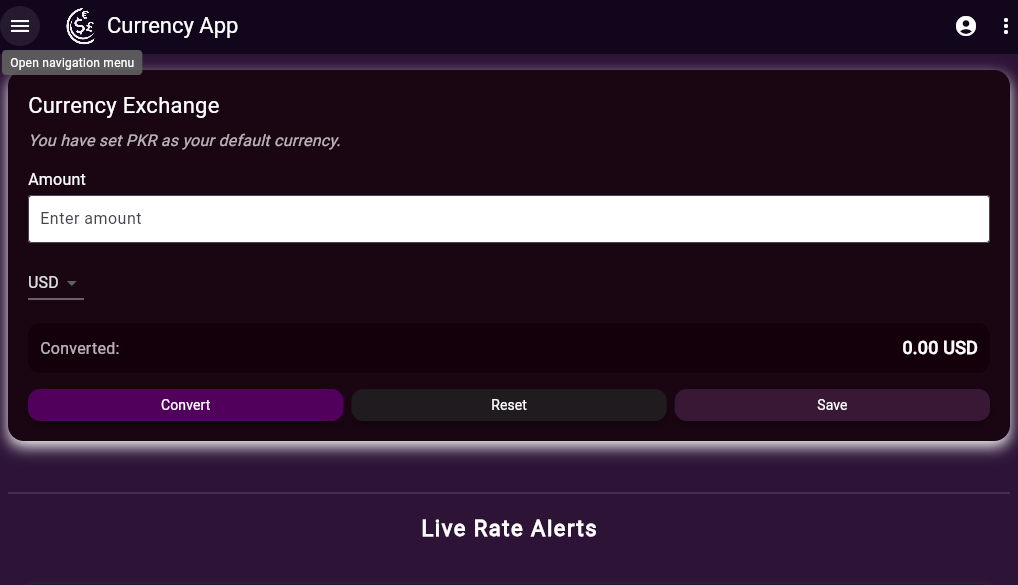 Currency App
Open navigation menu
Currency Exchange
You have set PKR as your default currency.
Amount
Enter amount
USD
Converted:
0.00 USD
Convert
Reset
Save
Live Rate Alerts